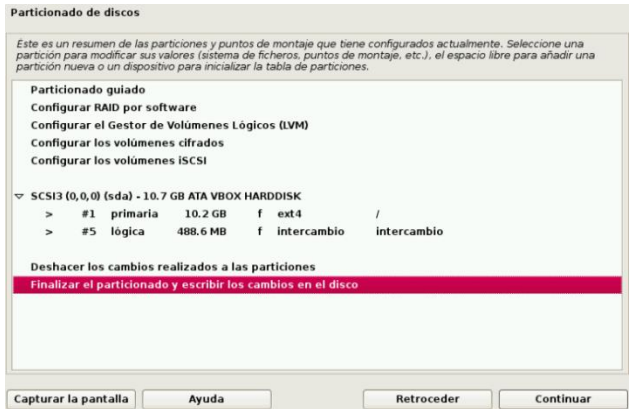 Particionado de discos
Éste es un resumen de las particiones y puntos de montaje que tiene configurados actualmente. Seleccione una
partición para modificar sus valores (sistema de ficheros, puntos de montaje, etc.), el espacio libre para añadir una
partición nueva o un dispositivo para inicializar la tabla de particiones.
Particionado guiado
Configurar RAID por software
Configurar el Gestor de Volúmenes Lógicos (LVM)
Configurar los volúmenes cifrados
Configurar los volúmenes iSCSI
SCSI3 (0,0,0) (sda) - 10.7 GB ATA VBOX HARDDISK
> #1 primaria 10.2 GB f ext4 /
> #5 lógica 488.6 MB f intercambio intercambio
Deshacer los cambios realizados a las particiones
Finalizar el particionado y escribir los cambios en el disco
Capturar la pantalla Ayuda Retroceder Continuar